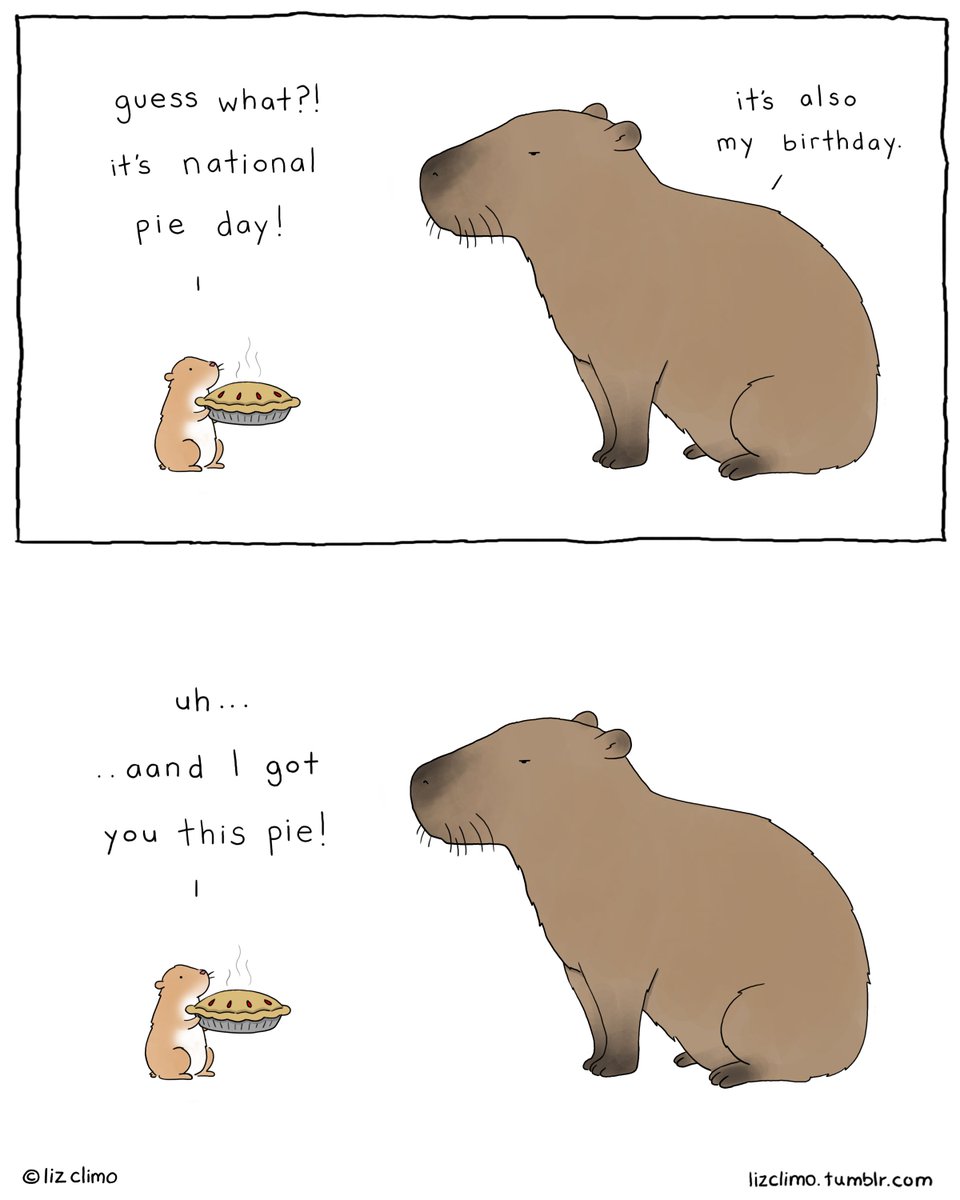 guess what?!
it's national
pie day!
it's also
my birthday.
uh...
..aand I got
you this pie!
©liz climo
lizclimo.tumblr.com